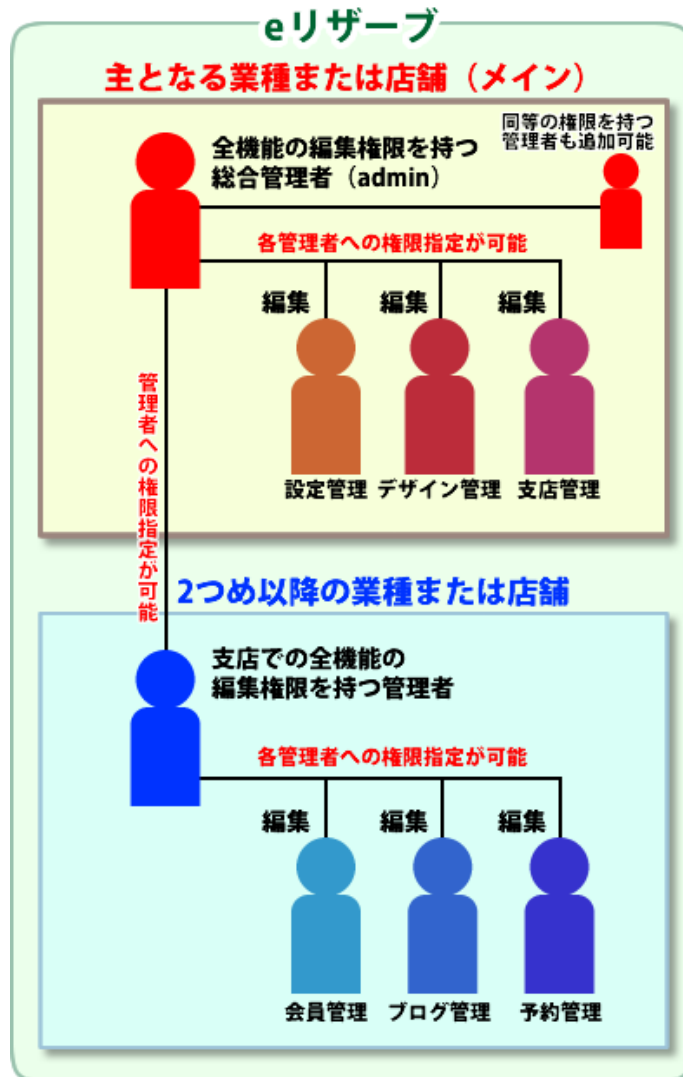 eリザーブ
主となる業種または店舗（メイン）
同等の権限を持つ
管理者も追加可能
全機能の編集権限を持つ
総合管理者（admin）
各管理者への権限指定が可能
編集 編集 編集
設定管理 デザイン管理 支店管理
管理者への権限指定が可能
2つめ以降の業種または店舗
支店での全機能の
編集権限を持つ管理者
各管理者への権限指定が可能
編集 編集 編集
会員管理 ブログ管理 予約管理